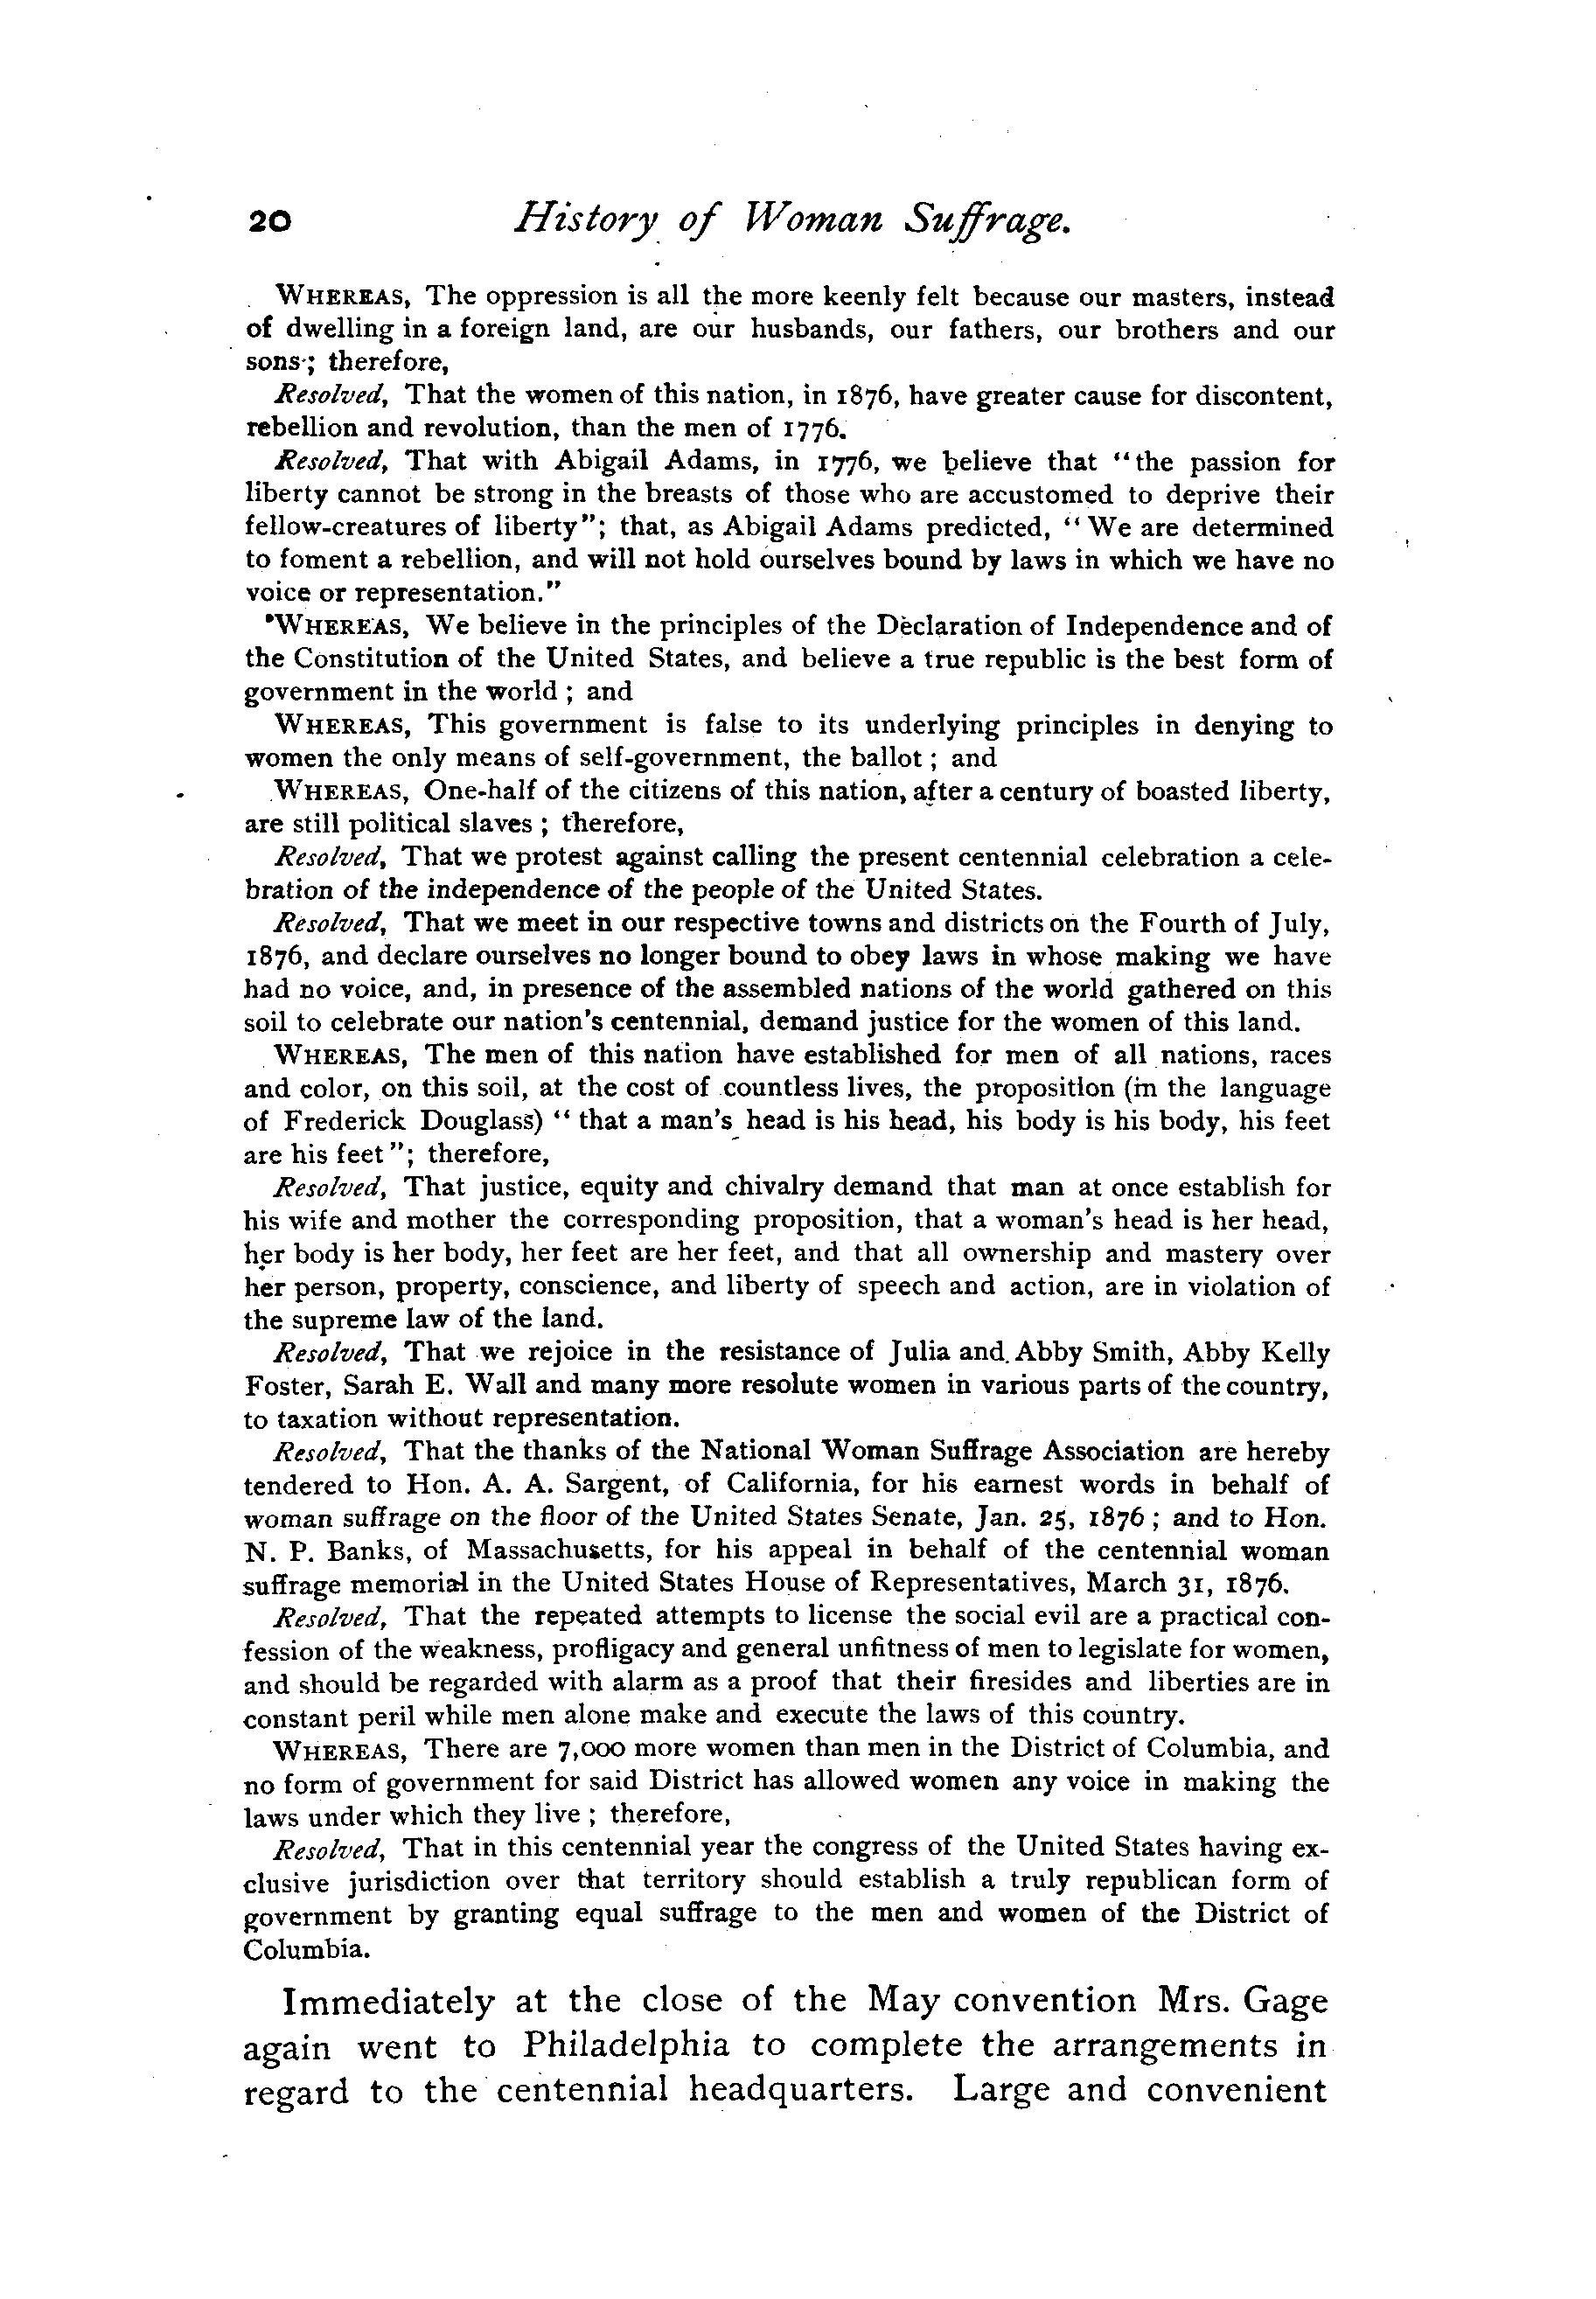 20 History of Woman Suffrage.
WHEREAS, The oppression is all the more keenly felt because our masters, instead
of dwelling in a foreign land, are our husbands, our fathers, our brothers and our
sons; therefore,
Resolved, That the women of this nation, in 1876, have greater cause for discontent,
rebellion and revolution, than the men of 1776.
Resolved, That with Abigail Adams, in 1776, we believe that "the passion for
liberty cannot be strong in the breasts of those who are accustomed to deprive their
fellow-creatures of liberty"; that, as Abigail Adams predicted, "We are determined
to foment a rebellion, and will not hold ourselves bound by laws in which we have no
voice or representation."
WHEREAS, We believe in the principles of the Declaration of Independence and of
the Constitution of the United States, and believe a true republic is the best form of
government in the world; and
WHEREAS, This government is false to its underlying principles in denying to
women the only means of self-government, the ballot; and
WHEREAS, One-half of the citizens of this nation, after a century of boasted liberty,
are still political slaves; therefore,
Resolved, That we protest against calling the present centennial celebration a cele-
bration of the independence of the people of the United States.
Resolved, That we meet in our respective towns and districts on the Fourth of July,
1876, and declare ourselves no longer bound to obey laws in whose making we have
had no voice, and, in presence of the assembled nations of the world gathered on this
soil to celebrate our nation's centennial, demand justice for the women of this land.
WHEREAS, The men of this nation have established for men of all nations, races
and color, on this soil, at the cost of countless lives, the proposition (in the language
of Frederick Douglass) "that a man's head is his head, his body is his body, his feet
are his feet"; therefore,
Resolved, That justice, equity and chivalry demand that man at once establish for
his wife and mother the corresponding proposition, that a woman's head is her head,
her body is her body, her feet are her feet, and that all ownership and mastery over
her person, property, conscience, and liberty of speech and action, are in violation of
the supreme law of the land.
Resolved, That we rejoice in the resistance of Julia and Abby Smith, Abby Kelly
Foster, Sarah E. Wall and many more resolute women in various parts of the country,
to taxation without representation.
Resolved, That the thanks of the National Woman Suffrage Association are hereby
tendered to Hon. A. A. Sargent, of California, for his earnest words in behalf of
woman suffrage on the floor of the United States Senate, Jan. 25, 1876; and to Hon.
N. P. Banks, of Massachusetts, for his appeal in behalf of the centennial woman
suffrage memorial in the United States House of Representatives, March 31, 1876.
Resolved, That the repeated attempts to license the social evil are a practical con-
fession of the weakness, profligacy and general unfitness of men to legislate for women,
and should be regarded with alarm as a proof that their firesides and liberties are in
constant peril while men alone make and execute the laws of this country.
WHEREAS, There are 7,000 more women than men in the District of Columbia, and
no form of government for said District has allowed women any voice in making the
laws under which they live; therefore,
Resolved, That in this centennial year the congress of the United States having ex-
clusive jurisdiction over that territory should establish a truly republican form of
government by granting equal suffrage to the men and women of the District of
Columbia.
Immediately at the close of the May convention Mrs. Gage
again went to Philadelphia to complete the arrangements in
regard to the centennial headquarters. Large and convenient